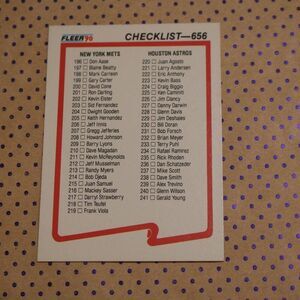 FLEER '90
CHECKLIST—656
NEW YORK METS
196 □ Don Aase
197 □ Blaine Beatty
198 □ Mark Carreon
199 □ Gary Carter
200 □ David Cone
201 □ Ron Darling
202 □ Kevin Elster
203 □ Sid Fernandez
204 □ Dwight Gooden
205 □ Keith Hernandez
206 □ Jeff Innis
207 □ Gregg Jefferies
208 □ Howard Johnson
209 □ Barry Lyons
210 □ Dave Magadan
211 □ Kevin McReynolds
212 □ Jeff Musselman
213 □ Randy Myers
214 □ Bob Ojeda
215 □ Juan Samuel
216 □ Mackey Sasser
217 □ Darryl Strawberry
218 □ Tim Teufel
219 □ Frank Viola
HOUSTON ASTROS
220 □ Juan Agosto
221 □ Larry Andersen
222 □ Eric Anthony
223 □ Kevin Bass
224 □ Craig Biggio
225 □ Ken Caminiti
226 □ Jim Clancy
227 □ Danny Darwin
228 □ Glenn Davis
229 □ Jim Deshaies
230 □ Bill Doran
231 □ Bob Forsch
232 □ Brian Meyer
233 □ Terry Puhl
234 □ Rafael Ramirez
235 □ Rick Rhoden
236 □ Dan Schatzeder
237 □ Mike Scott
238 □ Dave Smith
239 □ Alex Trevino
240 □ Glenn Wilson
241 □ Gerald Young